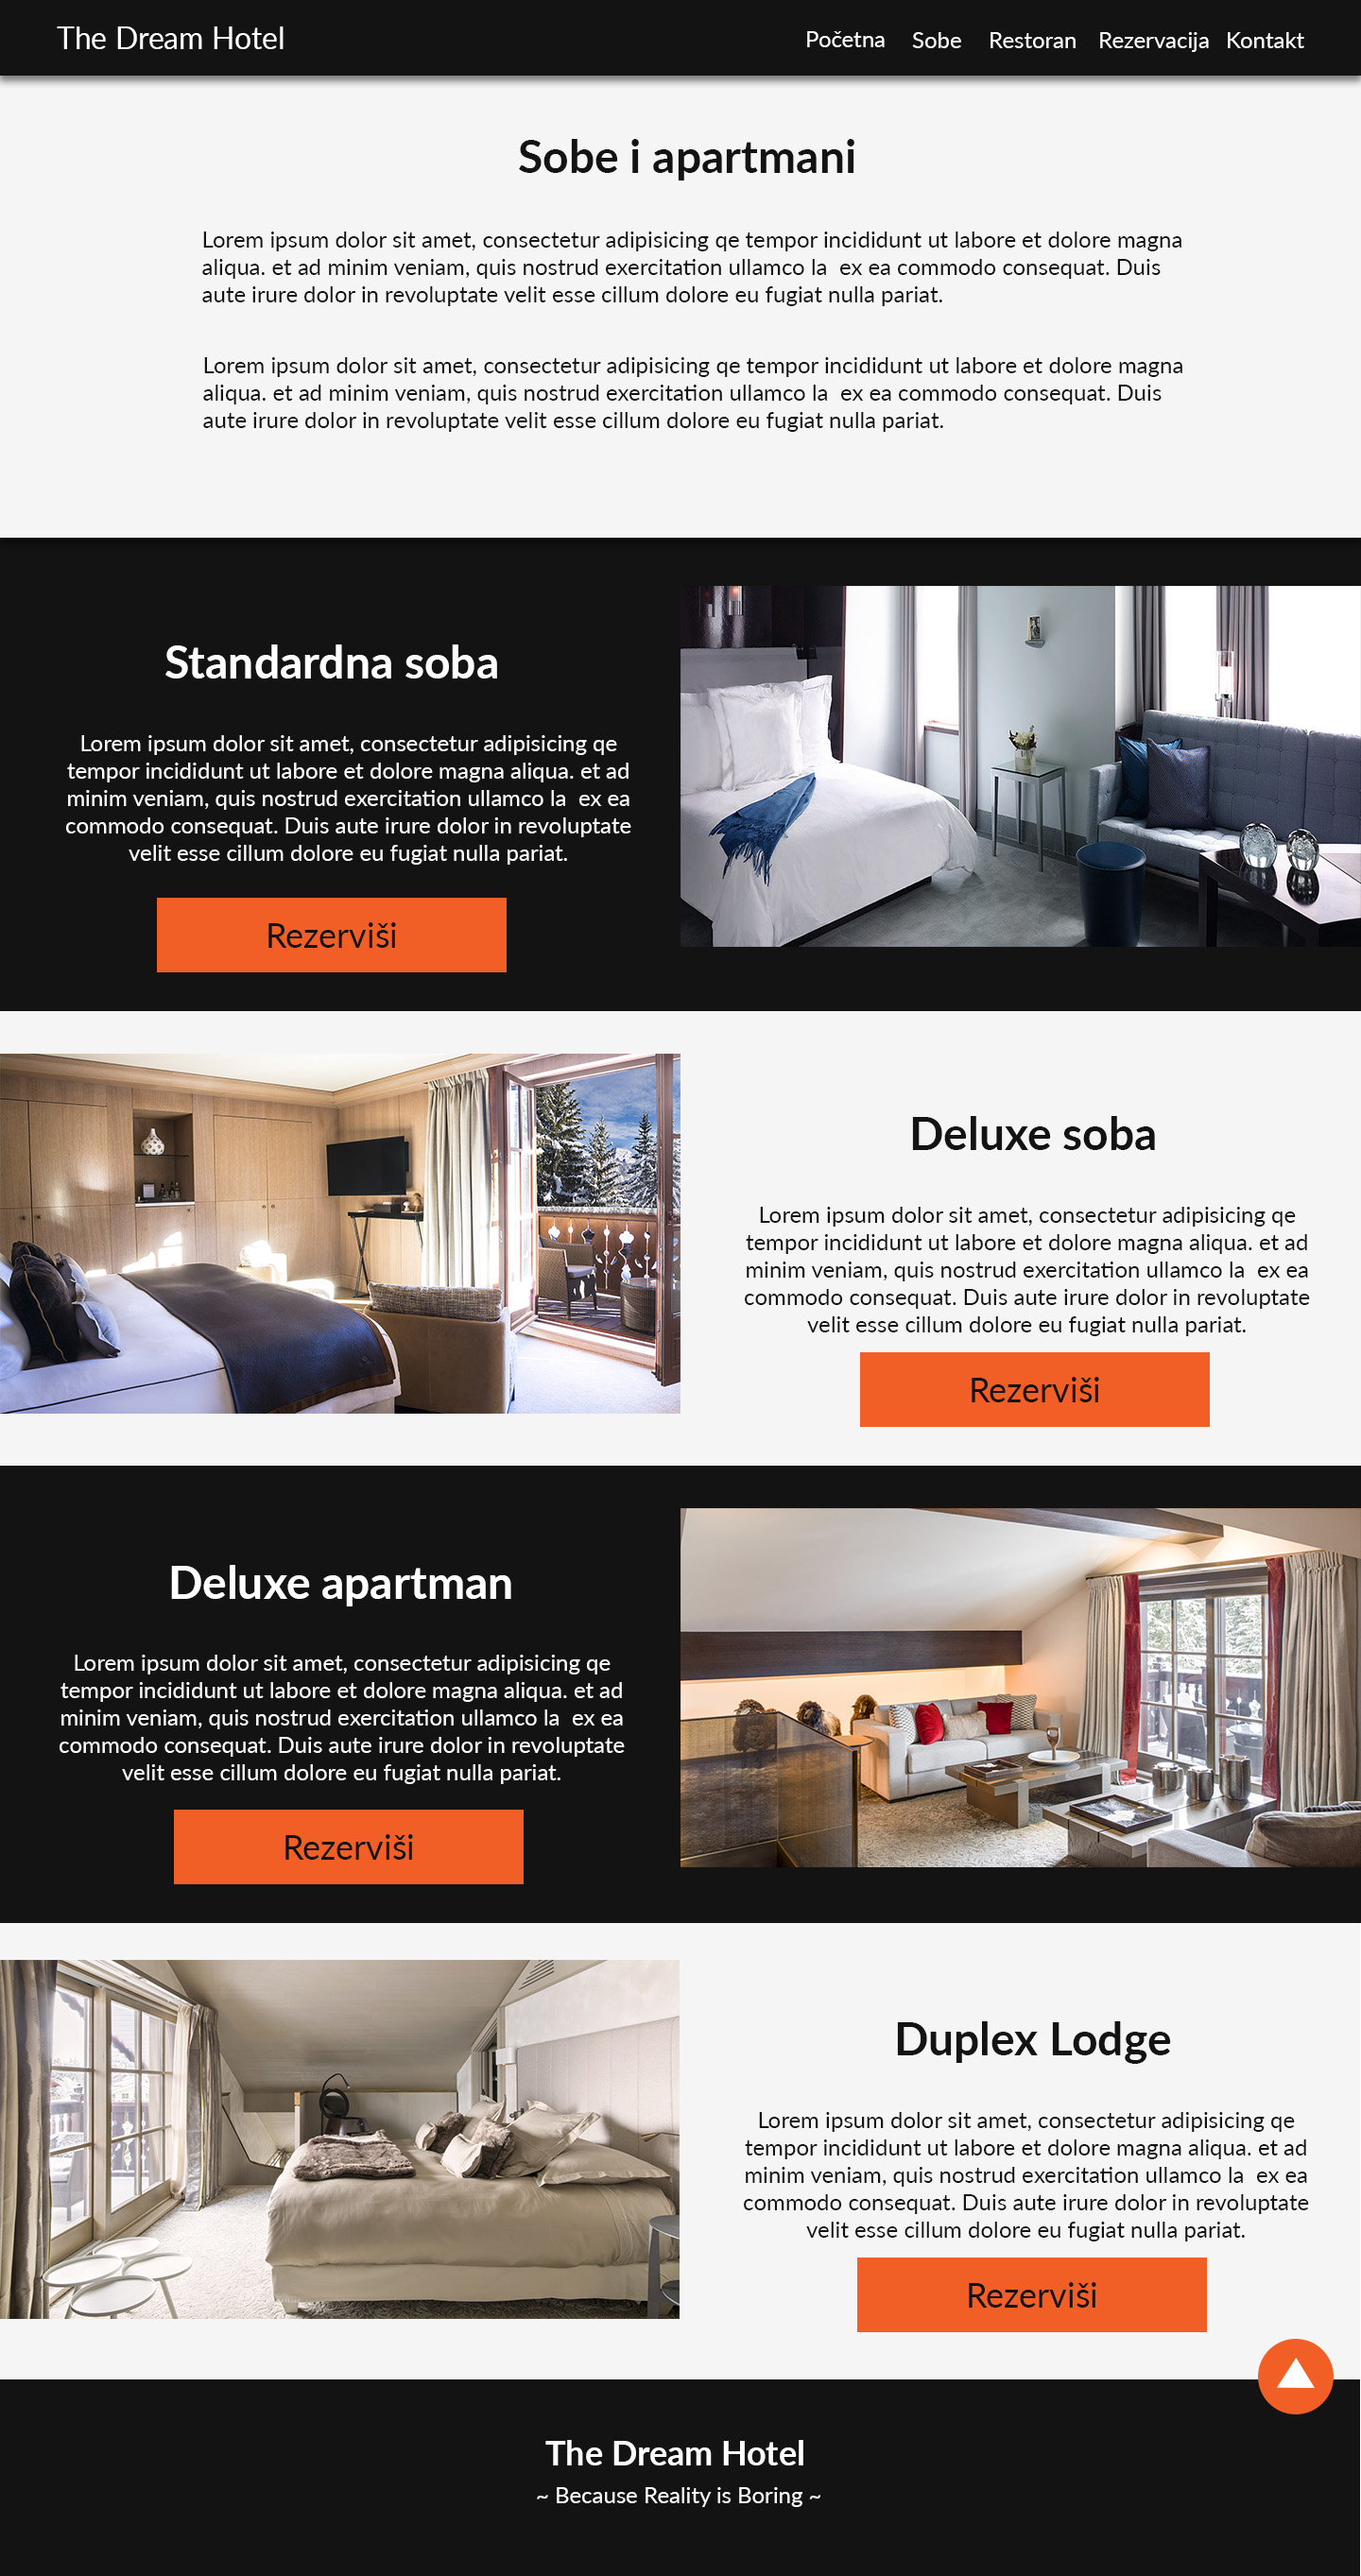 The Dream Hotel
Početna Sobe Restoran Rezervacija Kontakt
Sobe i apartmani
Lorem ipsum dolor sit amet, consectetur adipisicing qe tempor incididunt ut labore et dolore magna
aliqua. et ad minim veniam, quis nostrud exercitation ullamco la  ex ea commodo consequat. Duis
aute irure dolor in revoluptate velit esse cillum dolore eu fugiat nulla pariat.
Lorem ipsum dolor sit amet, consectetur adipisicing qe tempor incididunt ut labore et dolore magna
aliqua. et ad minim veniam, quis nostrud exercitation ullamco la  ex ea commodo consequat. Duis
aute irure dolor in revoluptate velit esse cillum dolore eu fugiat nulla pariat.
Standardna soba
Lorem ipsum dolor sit amet, consectetur adipisicing qe
tempor incididunt ut labore et dolore magna aliqua. et ad
minim veniam, quis nostrud exercitation ullamco la  ex ea
commodo consequat. Duis aute irure dolor in revoluptate
velit esse cillum dolore eu fugiat nulla pariat.
Rezerviši
Deluxe soba
Lorem ipsum dolor sit amet, consectetur adipisicing qe
tempor incididunt ut labore et dolore magna aliqua. et ad
minim veniam, quis nostrud exercitation ullamco la  ex ea
commodo consequat. Duis aute irure dolor in revoluptate
velit esse cillum dolore eu fugiat nulla pariat.
Rezerviši
Deluxe apartman
Lorem ipsum dolor sit amet, consectetur adipisicing qe
tempor incididunt ut labore et dolore magna aliqua. et ad
minim veniam, quis nostrud exercitation ullamco la  ex ea
commodo consequat. Duis aute irure dolor in revoluptate
velit esse cillum dolore eu fugiat nulla pariat.
Rezerviši
Duplex Lodge
Lorem ipsum dolor sit amet, consectetur adipisicing qe
tempor incididunt ut labore et dolore magna aliqua. et ad
minim veniam, quis nostrud exercitation ullamco la  ex ea
commodo consequat. Duis aute irure dolor in revoluptate
velit esse cillum dolore eu fugiat nulla pariat.
Rezerviši
The Dream Hotel
~ Because Reality is Boring ~